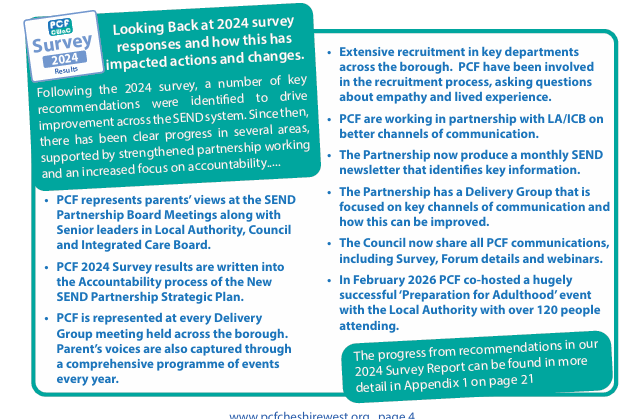 PCF
CWaC
Survey
2024
Results
Looking Back at 2024 survey
responses and how this has
impacted actions and changes.
Following the 2024 survey, a number of key
recommendations were identified to drive
improvement across the SEND system. Since then,
there has been clear progress in several areas,
supported by strengthened partnership working
and an increased focus on accountability.....
• PCF represents parents’ views at the SEND
Partnership Board Meetings along with
Senior leaders in Local Authority, Council
and Integrated Care Board.
• PCF 2024 Survey results are written into
the Accountability process of the New
SEND Partnership Strategic Plan.
• PCF is represented at every Delivery
Group meeting held across the borough.
Parent’s voices are also captured through
a comprehensive programme of events
every year.
• Extensive recruitment in key departments
across the borough. PCF have been involved
in the recruitment process, asking questions
about empathy and lived experience.
• PCF are working in partnership with LA/ICB on
better channels of communication.
• The Partnership now produce a monthly SEND
newsletter that identifies key information.
• The Partnership has a Delivery Group that is
focused on key channels of communication and
how this can be improved.
• The Council now share all PCF communications,
including Survey, Forum details and webinars.
• In February 2026 PCF co-hosted a hugely
successful ‘Preparation for Adulthood’ event
with the Local Authority with over 120 people
attending.
The progress from recommendations in our
2024 Survey Report can be found in more
detail in Appendix 1 on page 21
www.pcfcheshirewest.org page 4